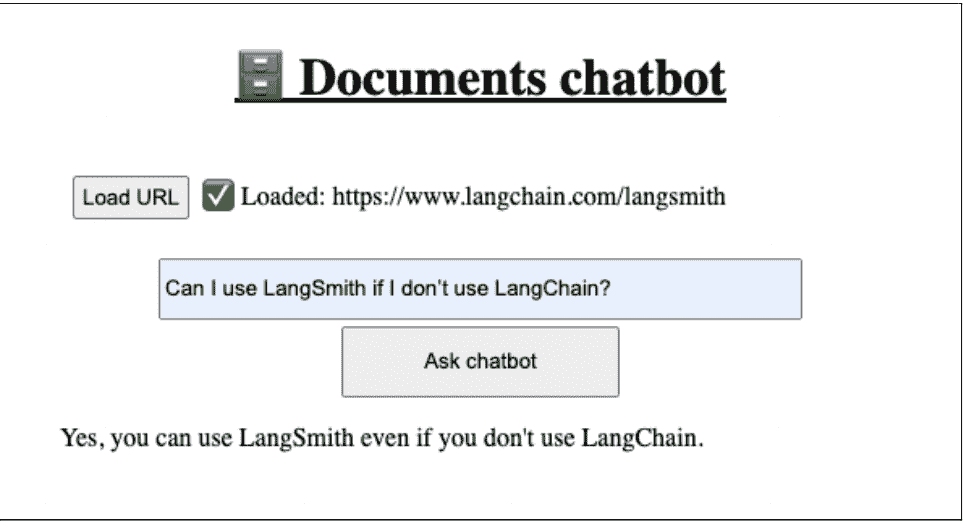 Documents chatbot
Load URL ✅ Loaded: https://www.langchain.com/langsmith
Can I use LangSmith if I don't use LangChain?
Ask chatbot
Yes, you can use LangSmith even if you don't use LangChain.